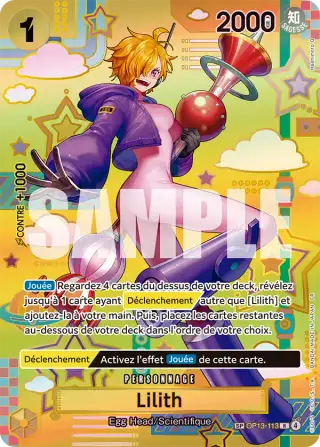 1
2000
知
SAGESSE
CONTRE +1000
SAMPLE
Jouée Regardez 4 cartes du dessus de votre deck, révélez
jusqu'à 1 carte ayant Déclenchement autre que [Lilith] et
ajoutez-la à votre main. Puis, placez les cartes restantes
au-dessous de votre deck dans l'ordre de votre choix.
Déclenchement Activez l'effet Jouée de cette carte.
PERSONNAGE
Lilith
Egg Head/Scientifique
SP OP13-113 R 4